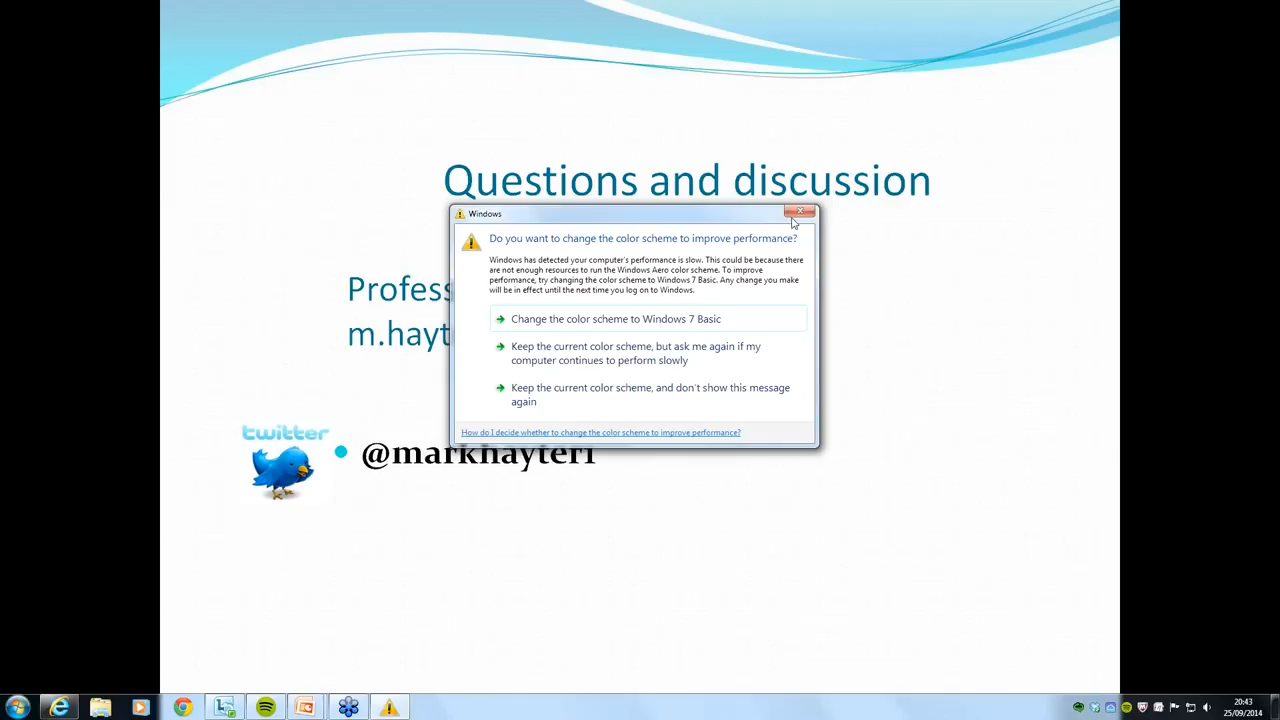 Questions and discussion
Windows
Do you want to change the color scheme to improve performance?
Windows has detected your computer's performance is slow. This could be because there
are not enough resources to run the Windows Aero color scheme. To improve
performance, try changing the color scheme to Windows 7 Basic. Any change you make
will be in effect until the next time you log on to Windows.
Profess
m.hayt
Change the color scheme to Windows 7 Basic
Keep the current color scheme, but ask me again if my
computer continues to perform slowly
Keep the current color scheme, and don't show this message
again
How do I decide whether to change the color scheme to improve performance?
twitter
@markhayter1
20:43
25/09/2014